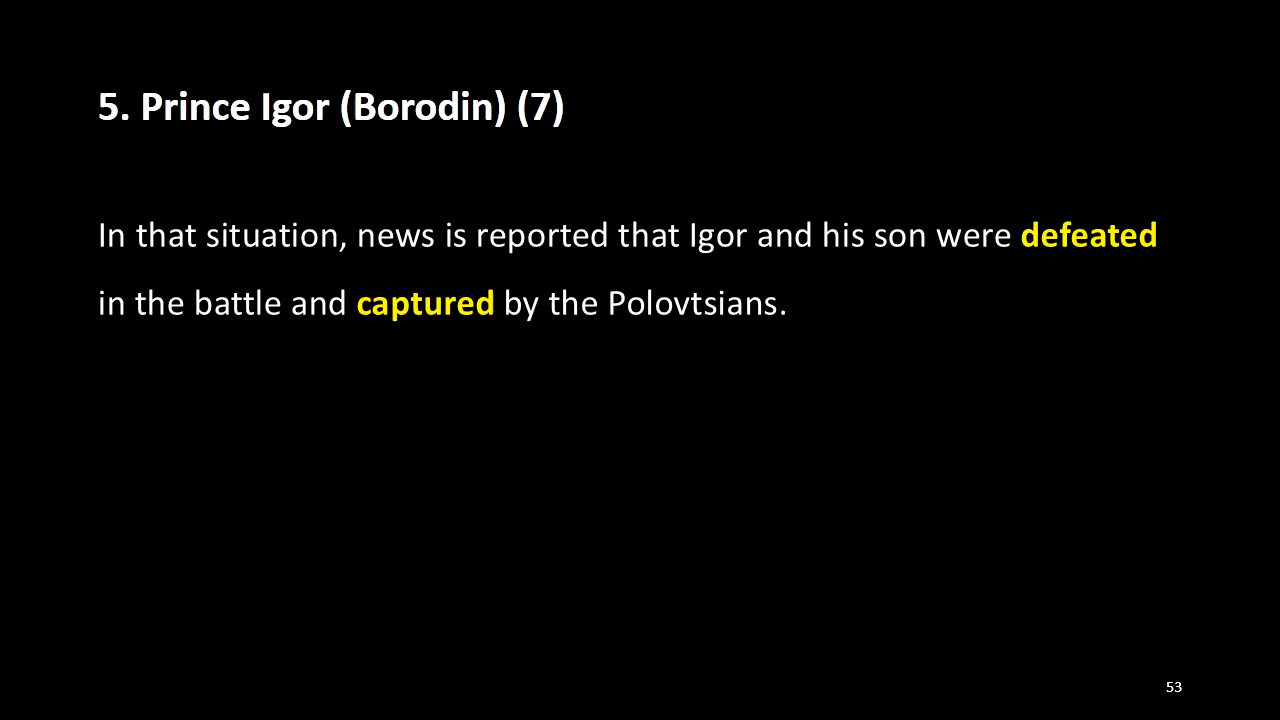 5. Prince Igor (Borodin) (7)
In that situation, news is reported that Igor and his son were defeated
in the battle and captured by the Polovtsians.
53